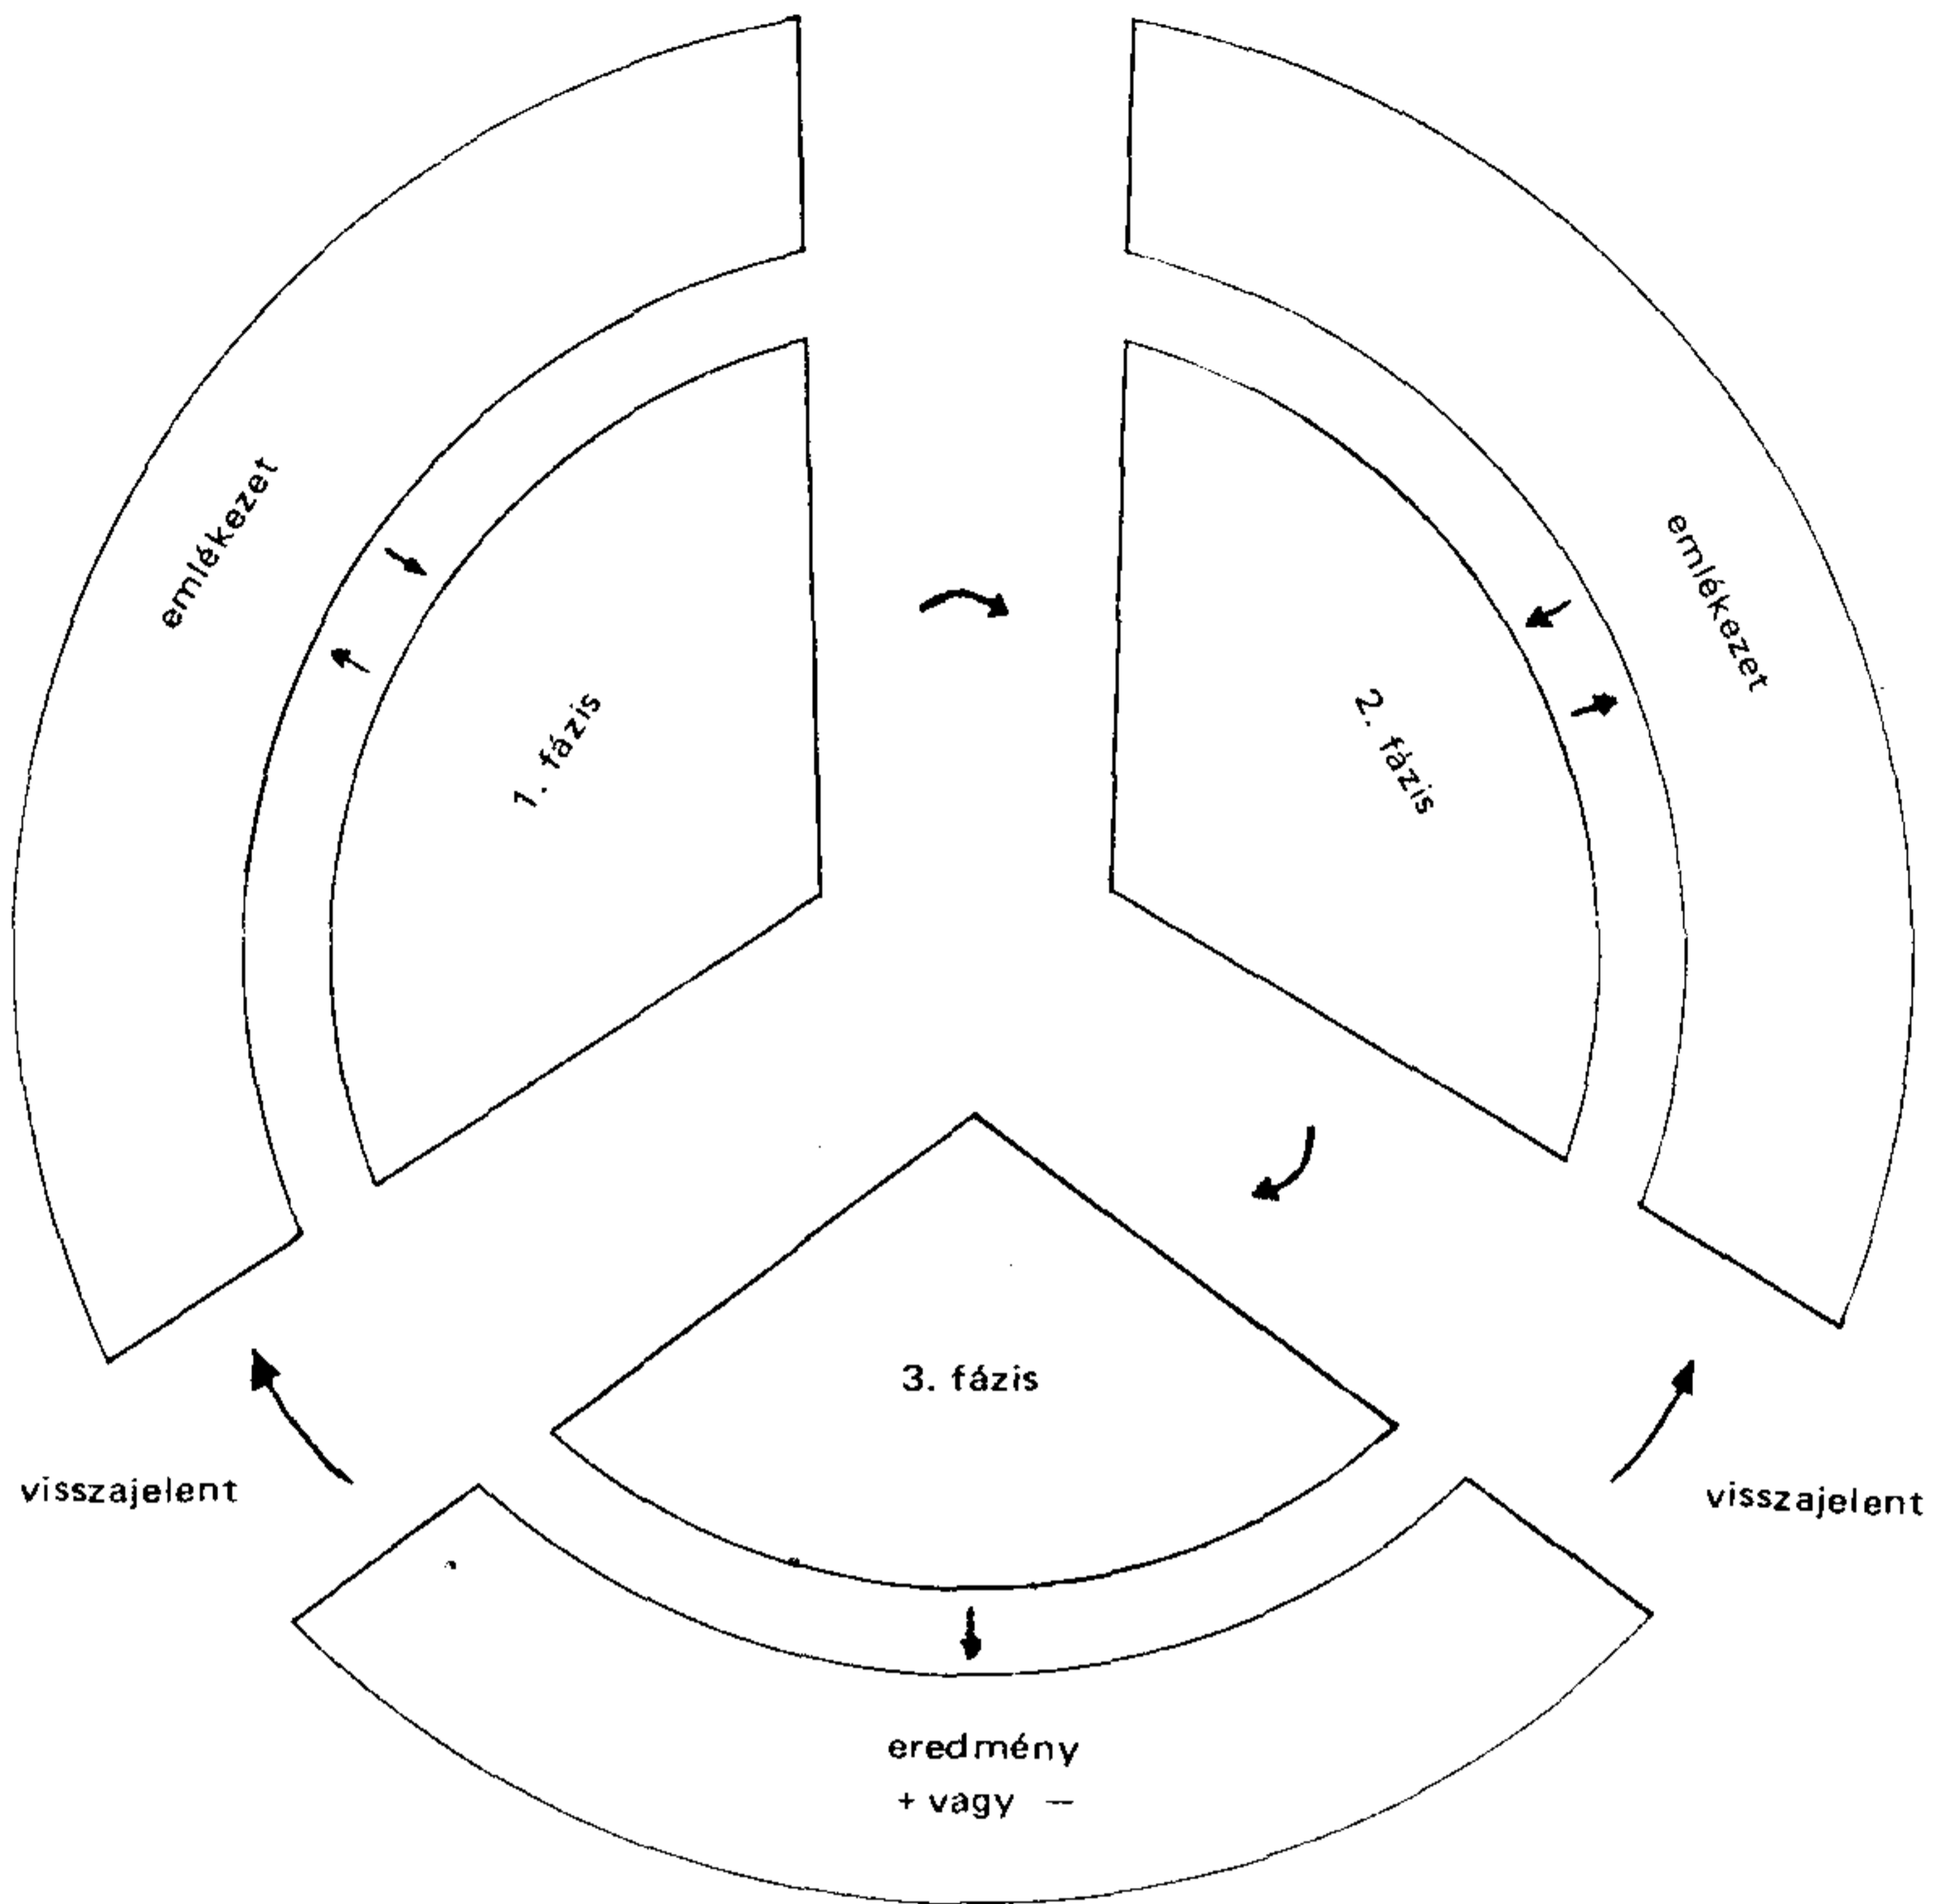 emlékezet
emlékezet
1. fázis
2. fázis
3. fázis
visszajelent
visszajelent
eredmény
+ vagy —